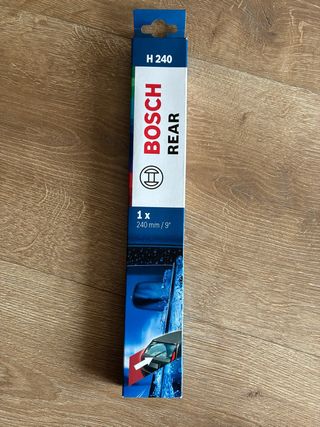 H 240
BOSCH
REAR
1 x
240 mm / 9"